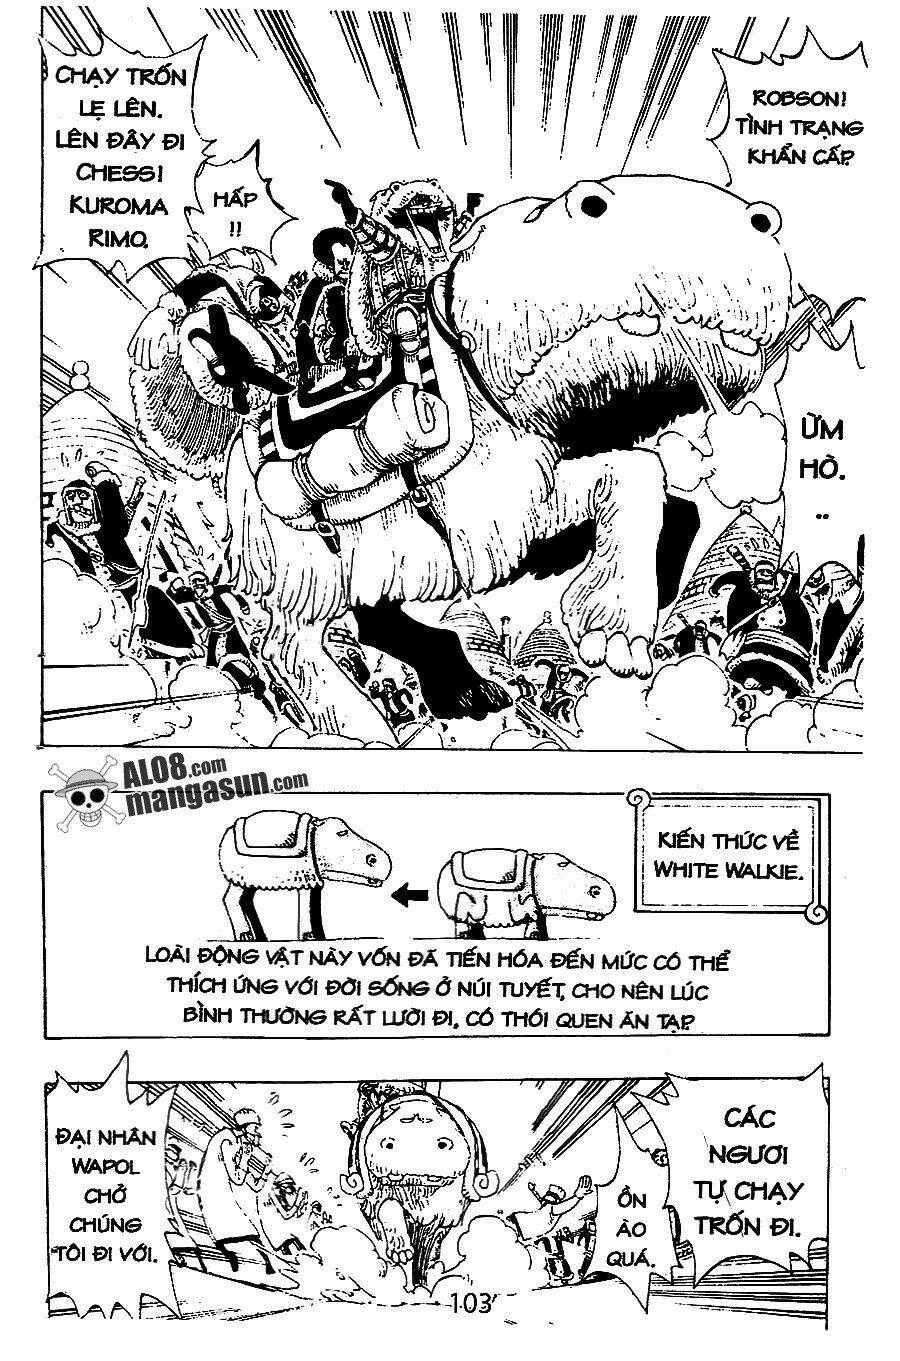 ROBSON!
TÌNH TRẠNG
KHẨN CẤP.
CHẠY TRỐN
LẸ LÊN.
LÊN ĐÂY ĐI
CHESS!
KUROMA
RIMO.
HẤP
!!
ỪM
HÒ.
..
AL08.com
mangasun.com
KIẾN THỨC VỀ
WHITE WALKIE.
LOÀI ĐỘNG VẬT NÀY VỐN ĐÃ TIẾN HÓA ĐẾN MỨC CÓ THỂ
THÍCH ỨNG VỚI ĐỜI SỐNG Ở NÚI TUYẾT, CHO NÊN LÚC
BÌNH THƯỜNG RẤT LƯỜI ĐI, CÓ THÓI QUEN ĂN TẠP.
CÁC
NGƯƠI
TỰ CHẠY
TRỐN ĐI.
ỒN
ÀO
QUÁ.
ĐẠI NHÂN
WAPOL
CHỞ
CHÚNG
TÔI ĐI VỚI.
103